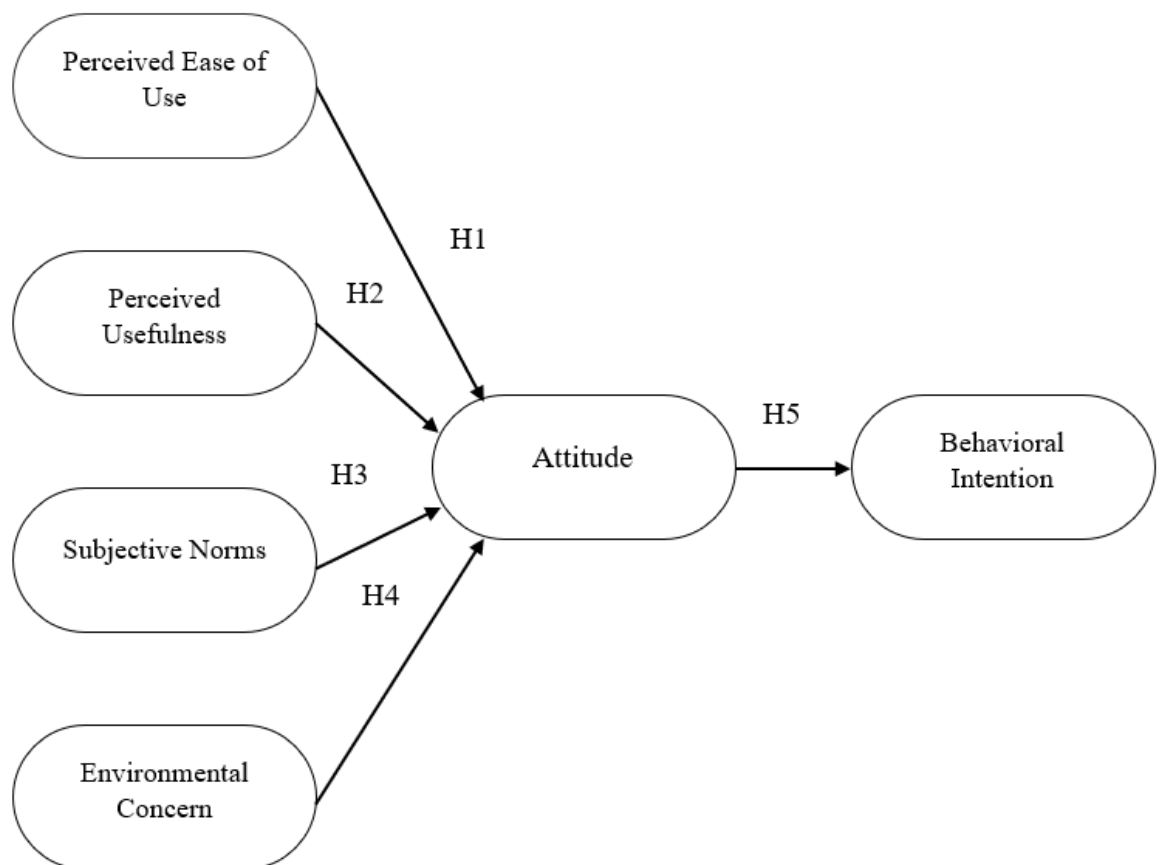 Perceived Ease of
Use
H1
Perceived
Usefulness
H2
Subjective Norms
H3
Environmental
Concern
H4
Attitude
H5
Behavioral
Intention